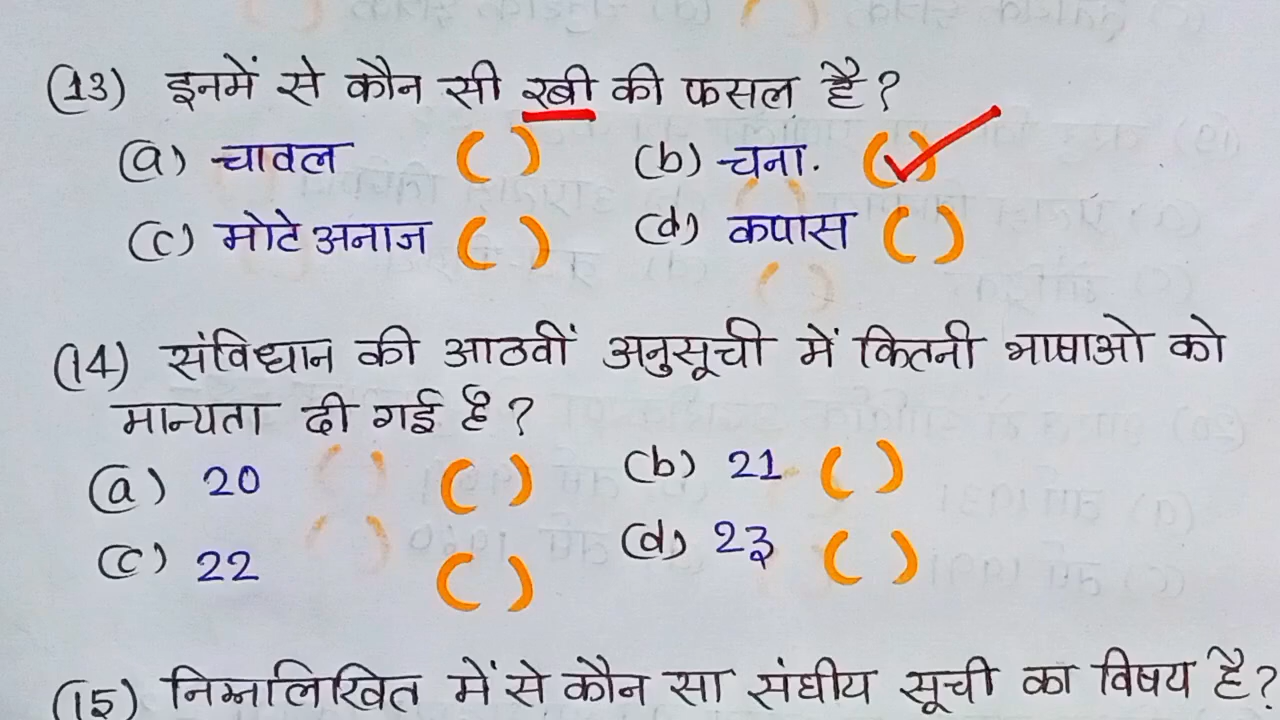 (13) इनमें से कौन सी रबी की फसल है?
(a) चावल ( ) (b) चना. ( )
(c) मोटे अनाज ( ) (d) कपास ( )
(14) संविधान की आठवीं अनुसूची में कितनी भाषाओ को
मान्यता दी गई है?
(a) 20 ( ) (b) 21 ( )
(c) 22 ( ) (d) 23 ( )
(15) निम्नलिखित में से कौन सा संघीय सूची का विषय है?